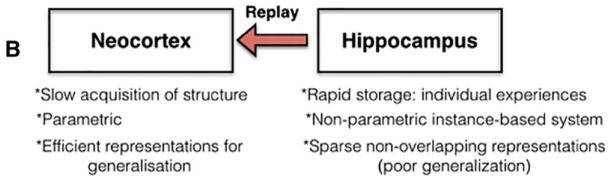 Replay
B
Neocortex
Hippocampus
*Slow acquisition of structure
*Parametric
*Efficient representations for
generalisation
*Rapid storage: individual experiences
*Non-parametric instance-based system
*Sparse non-overlapping representations
(poor generalization)